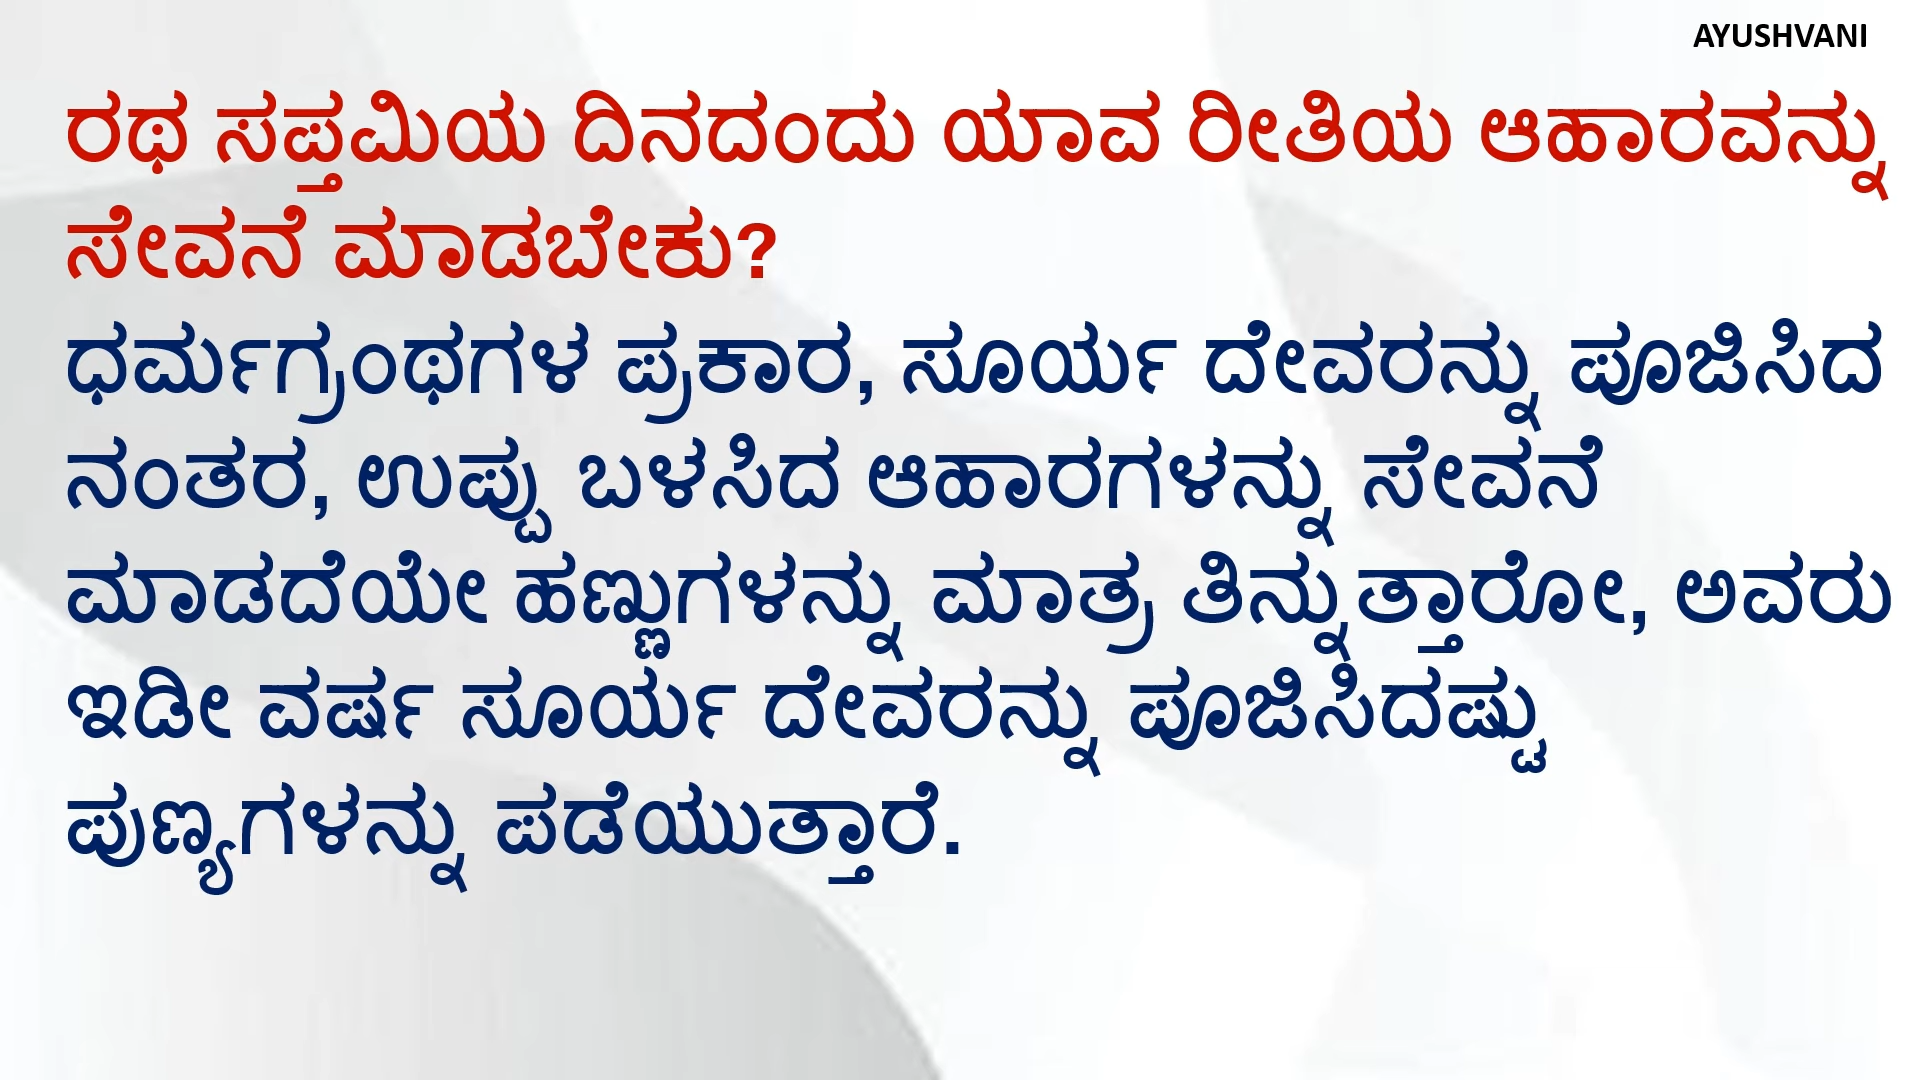 AYUSHVANI
ರಥ ಸಪ್ತಮಿಯ ದಿನದಂದು ಯಾವ ರೀತಿಯ ಆಹಾರವನ್ನು
ಸೇವನೆ ಮಾಡಬೇಕು?
ಧರ್ಮಗ್ರಂಥಗಳ ಪ್ರಕಾರ, ಸೂರ್ಯ ದೇವರನ್ನು ಪೂಜಿಸಿದ
ನಂತರ, ಉಪ್ಪು ಬಳಸಿದ ಆಹಾರಗಳನ್ನು ಸೇವನೆ
ಮಾಡದೆಯೇ ಹಣ್ಣುಗಳನ್ನು ಮಾತ್ರ ತಿನ್ನುತ್ತಾರೋ, ಅವರು
ಇಡೀ ವರ್ಷ ಸೂರ್ಯ ದೇವರನ್ನು ಪೂಜಿಸಿದಷ್ಟು
ಪುಣ್ಯಗಳನ್ನು ಪಡೆಯುತ್ತಾರೆ.